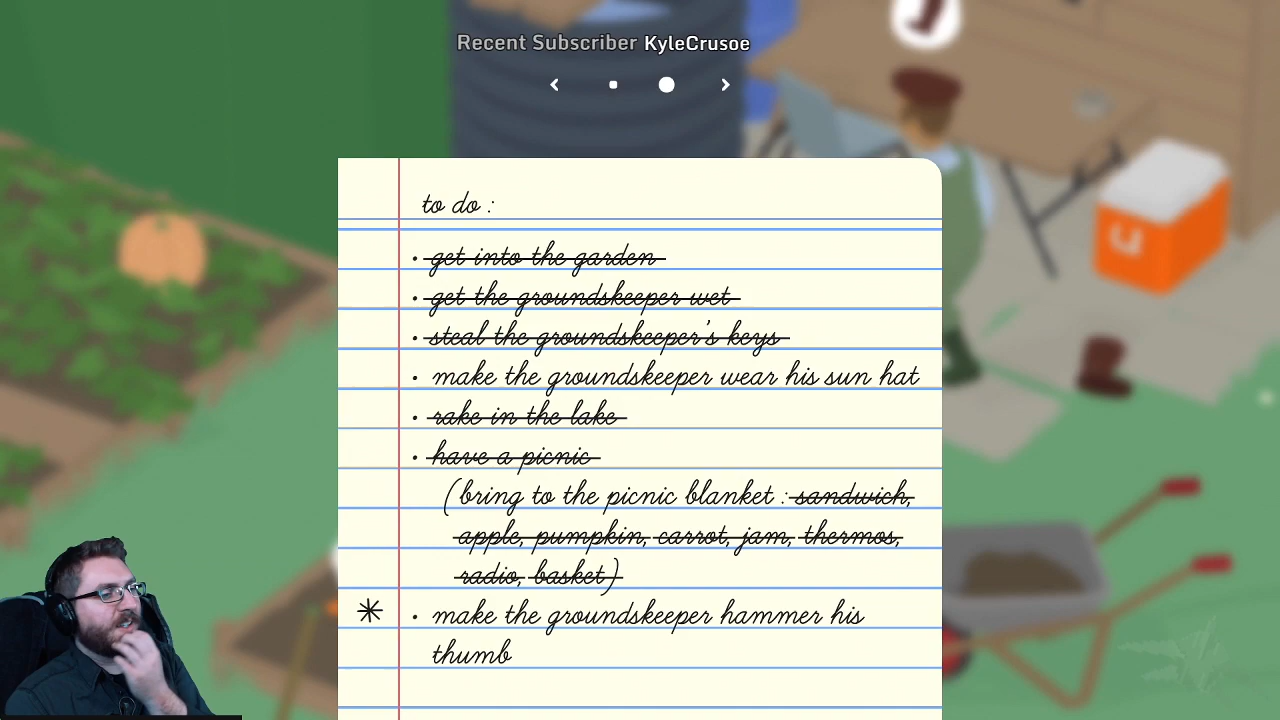 Recent Subscriber KyleCrusoe
to do :
• get into the garden
• get the groundskeeper wet
• steal the groundskeeper's keys
• make the groundskeeper wear his sun hat
• rake in the lake
• have a picnic
(bring to the picnic blanket : sandwich,
apple, pumpkin, carrot, jam, thermos,
radio, basket)
• make the groundskeeper hammer his
thumb